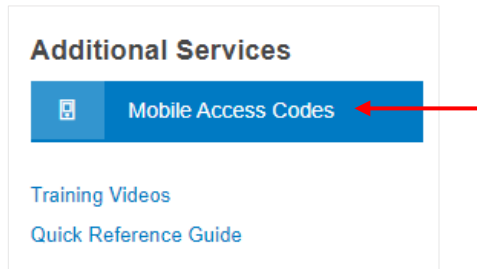 Additional Services
Mobile Access Codes
Training Videos
Quick Reference Guide